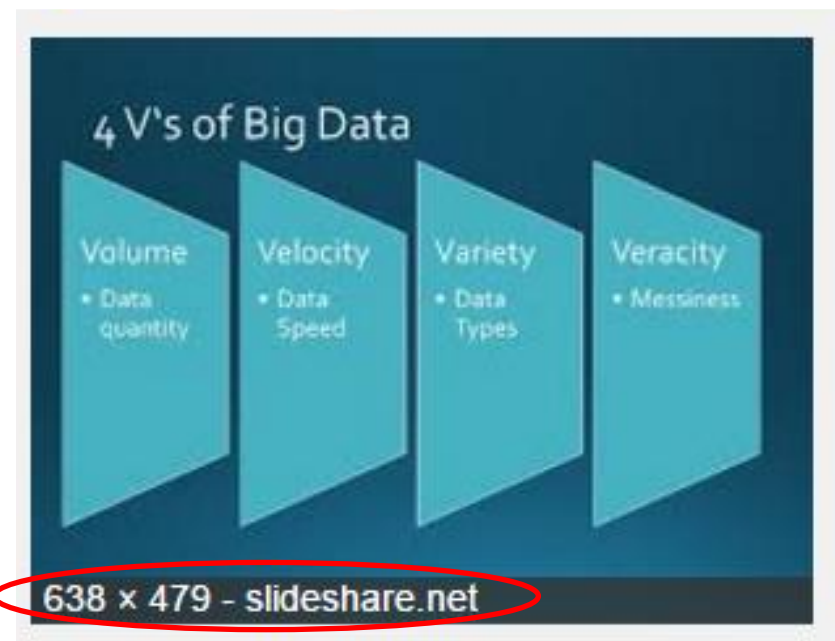 4 V's of Big Data
Volume
• Data
quantity
Velocity
• Data
Speed
Variety
• Data
Types
Veracity
• Messiness
638 × 479 - slideshare.net